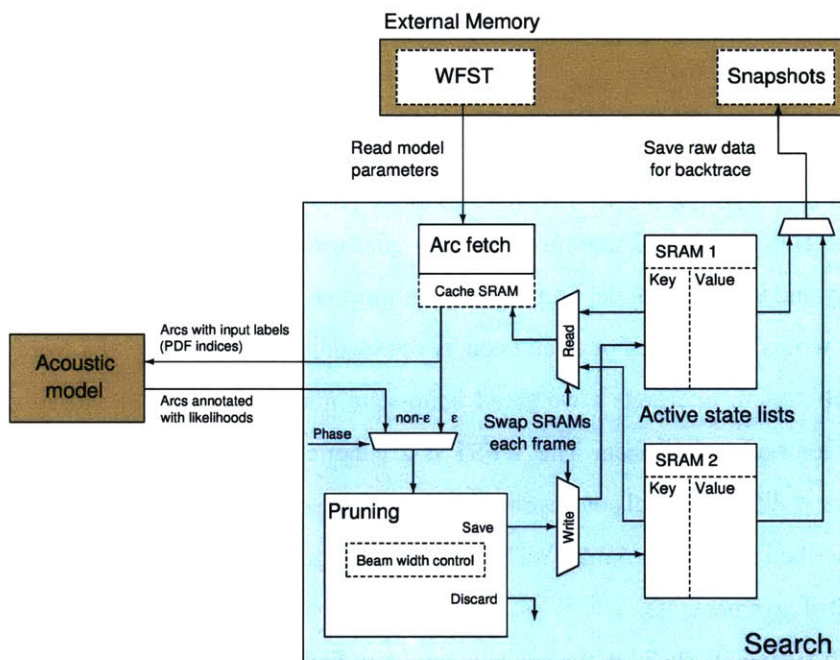 External Memory
WFST
Snapshots
Read model
parameters
Save raw data
for backtrace
Arc fetch
Cache SRAM
SRAM 1
Key
Value
Read
Arcs with input labels
(PDF indices)
Acoustic
model
Arcs annotated
with likelihoods
non-ε
ε
Phase
Swap SRAMs
each frame
Active state lists
SRAM 2
Key
Value
Pruning
Save
Write
Beam width control
Discard
Search